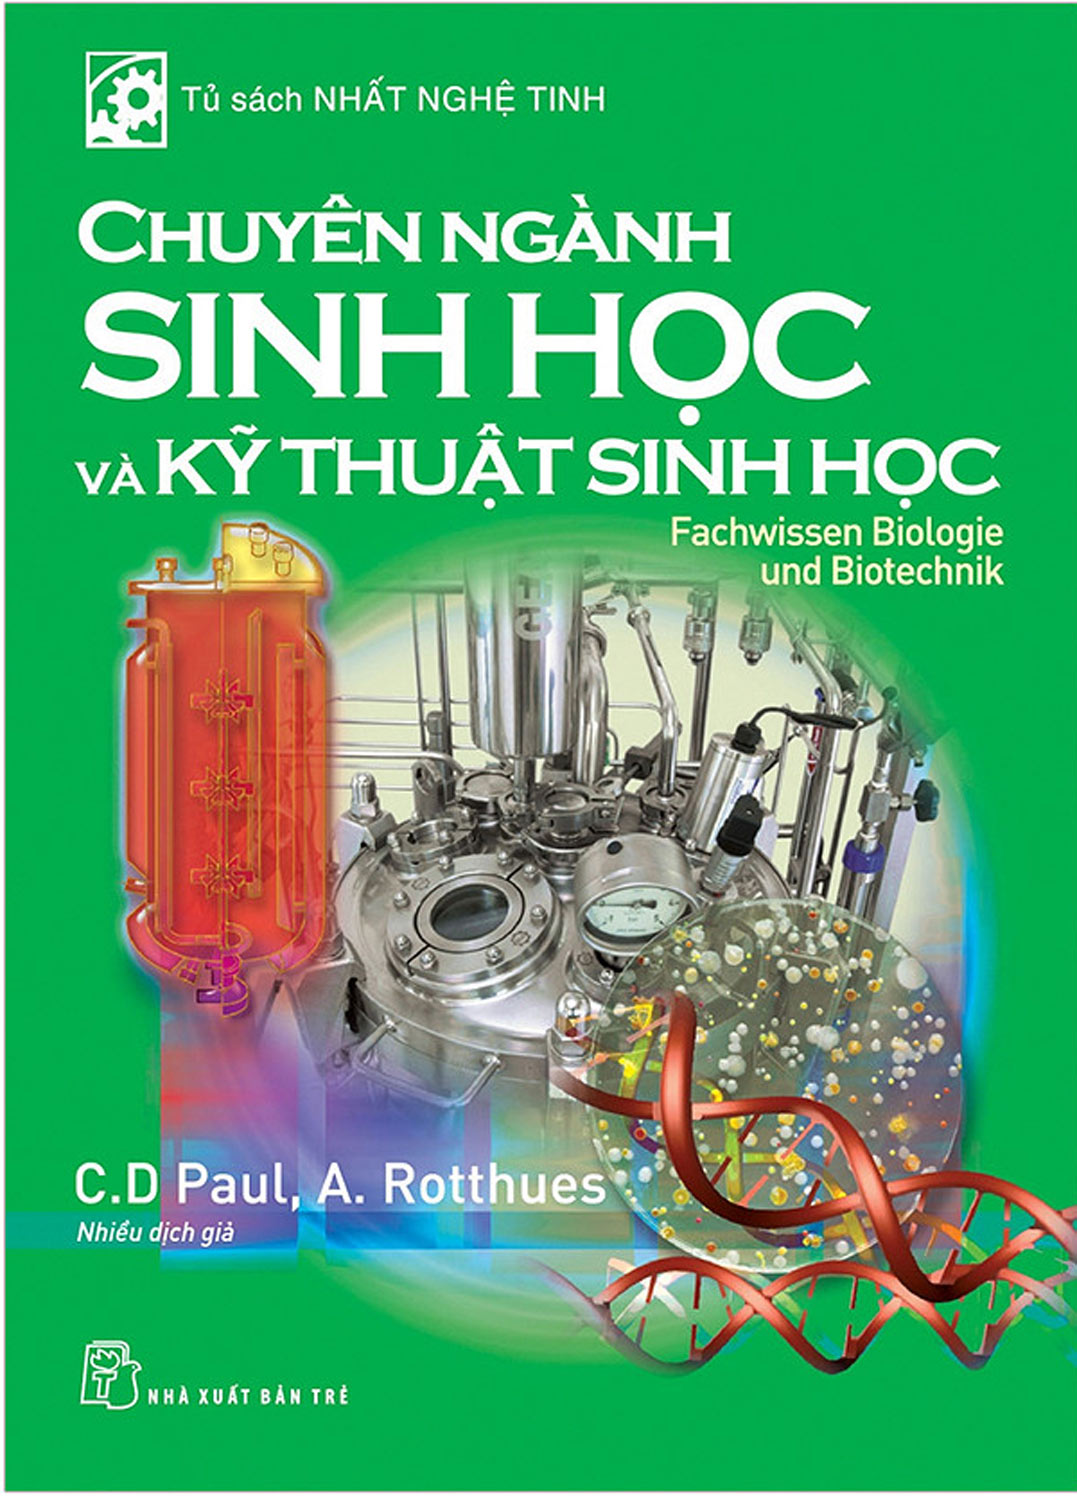 Tủ sách NHẤT NGHỆ TINH
CHUYÊN NGÀNH
SINH HỌC
VÀ KỸ THUẬT SINH HỌC
Fachwissen Biologie
und Biotechnik
C.D Paul, A. Rotthues
Nhiều dịch giả
NHÀ XUẤT BẢN TRẺ